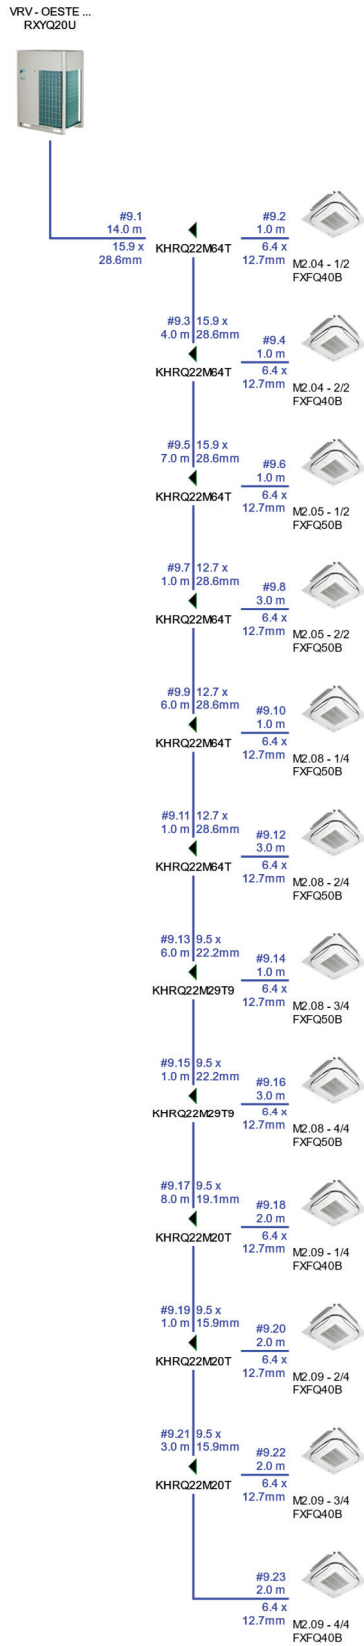 VRV - OESTE ...
RXYQ20U
#9.1
14.0 m
15.9 x
28.6mm
KHRQ22M64T
#9.2
1.0 m
6.4 x
12.7mm
M2.04 - 1/2
FXFQ40B
#9.3 15.9 x
4.0 m 28.6mm
KHRQ22M64T
#9.4
1.0 m
6.4 x
12.7mm
M2.04 - 2/2
FXFQ40B
#9.5 15.9 x
7.0 m 28.6mm
KHRQ22M64T
#9.6
1.0 m
6.4 x
12.7mm
M2.05 - 1/2
FXFQ50B
#9.7 12.7 x
1.0 m 28.6mm
KHRQ22M64T
#9.8
3.0 m
6.4 x
12.7mm
M2.05 - 2/2
FXFQ50B
#9.9 12.7 x
6.0 m 28.6mm
KHRQ22M64T
#9.10
1.0 m
6.4 x
12.7mm
M2.08 - 1/4
FXFQ50B
#9.11 12.7 x
1.0 m 28.6mm
KHRQ22M64T
#9.12
3.0 m
6.4 x
12.7mm
M2.08 - 2/4
FXFQ50B
#9.13 9.5 x
6.0 m 22.2mm
KHRQ22M29T9
#9.14
1.0 m
6.4 x
12.7mm
M2.08 - 3/4
FXFQ50B
#9.15 9.5 x
1.0 m 22.2mm
KHRQ22M29T9
#9.16
3.0 m
6.4 x
12.7mm
M2.08 - 4/4
FXFQ50B
#9.17 9.5 x
8.0 m 19.1mm
KHRQ22M20T
#9.18
2.0 m
6.4 x
12.7mm
M2.09 - 1/4
FXFQ40B
#9.19 9.5 x
1.0 m 15.9mm
KHRQ22M20T
#9.20
2.0 m
6.4 x
12.7mm
M2.09 - 2/4
FXFQ40B
#9.21 9.5 x
3.0 m 15.9mm
KHRQ22M20T
#9.22
2.0 m
6.4 x
12.7mm
M2.09 - 3/4
FXFQ40B
#9.23
2.0 m
6.4 x
12.7mm
M2.09 - 4/4
FXFQ40B